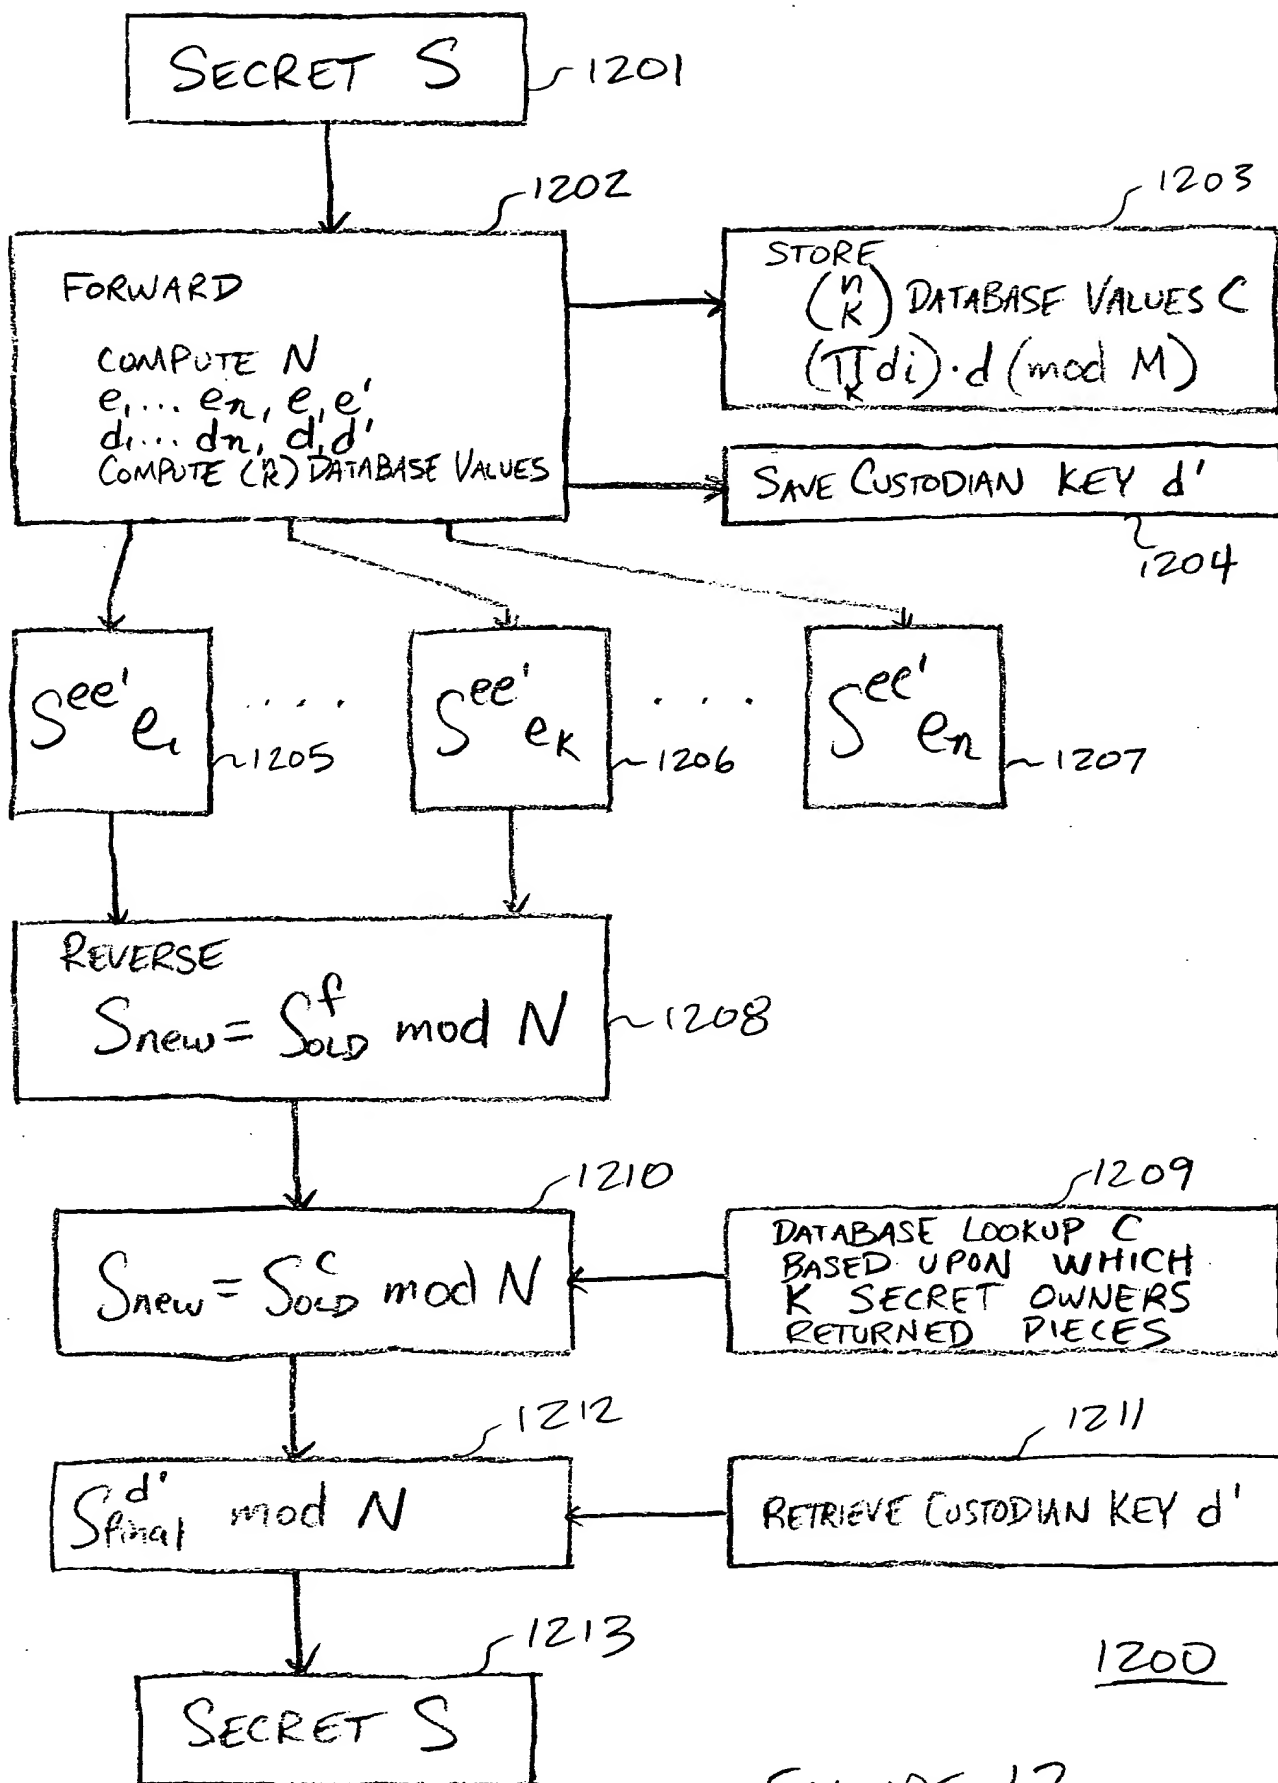 SECRET S
1201
1202
1203
FORWARD
COMPUTE N
e₁... eₙ, e, e'
d₁... dₙ, d, d'
COMPUTE (n k) DATABASE VALUES
STORE
(n k) DATABASE VALUES C
(∏k di)·d (mod M)
SAVE CUSTODIAN KEY d'
1204
S^ee' e₁
1205
....
S^ee' eₖ
1206
...
S^ee' eₙ
1207
REVERSE
Snew = S^f OLD mod N
1208
1210
1209
Snew = S^c OLD mod N
DATABASE LOOKUP C
BASED UPON WHICH
K SECRET OWNERS
RETURNED PIECES
1212
1211
S^d' final mod N
RETRIEVE CUSTODIAN KEY d'
1213
1200
SECRET S